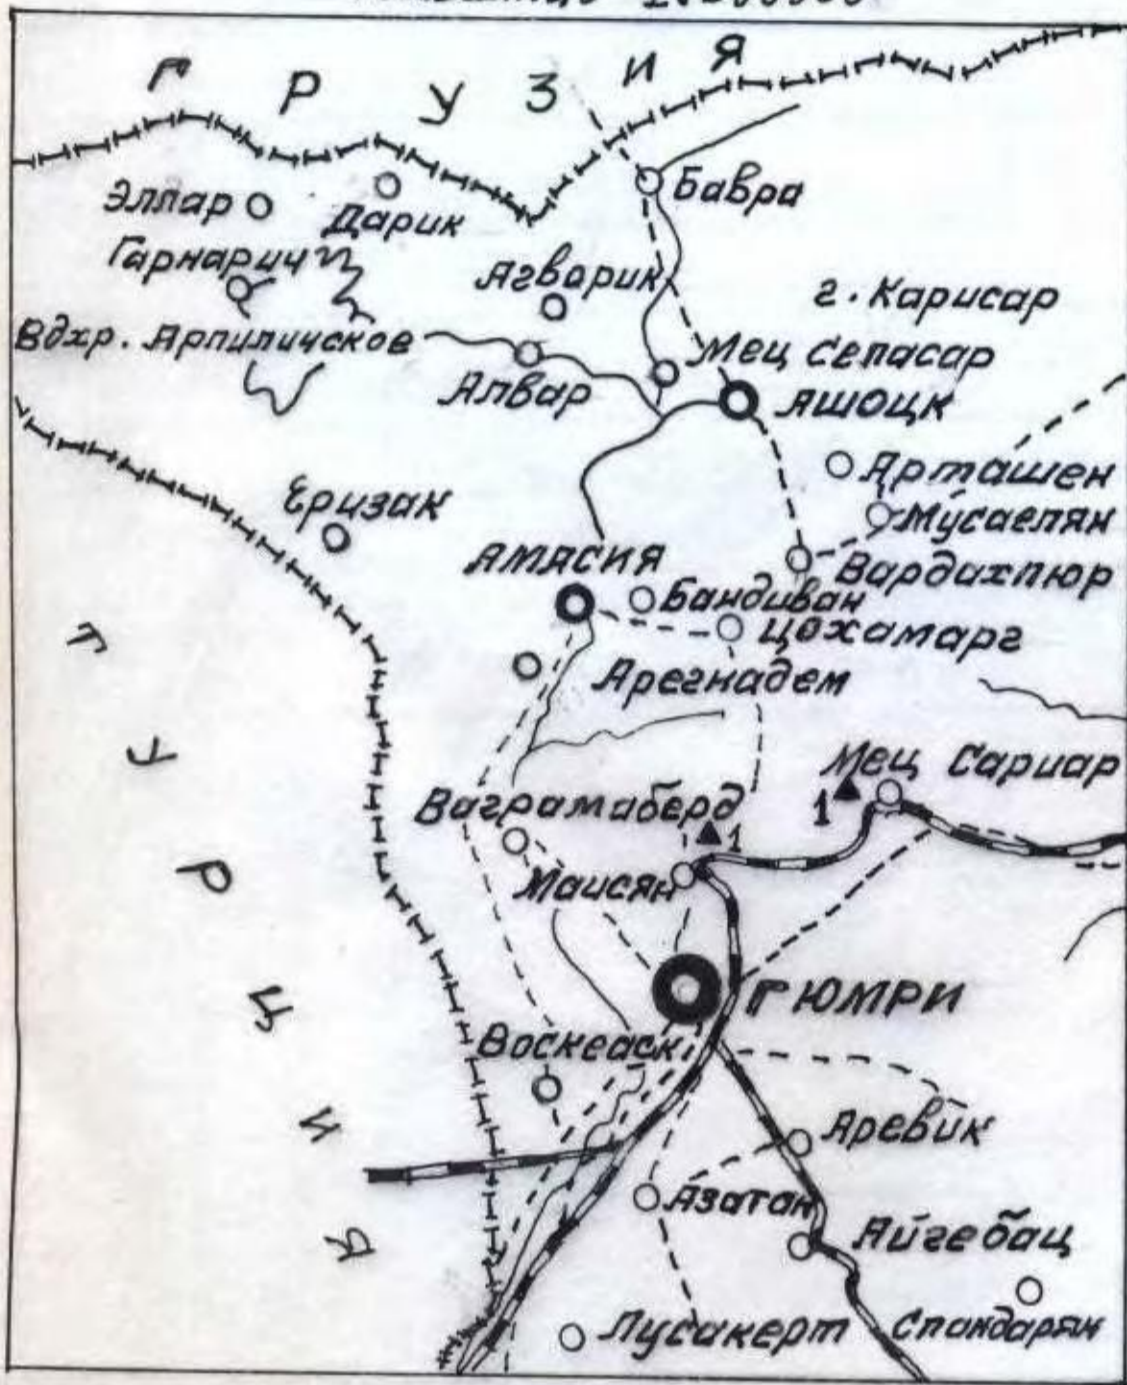 ГРУЗИЯ
Бавра
Эллар
Дарик
Гарнарич
Агварик
г. Карисар
Вдхр. Арпиличское
Мец Сепасар
Алвар
АШОЦК
Арташен
Еризак
Мусаелян
АМАСИЯ
Вардахпюр
Бандиван
Цохамарг
Арегнадем
ТУРЦИЯ
Мец Сариар
1
Ваграмаберд
1
Маисян
ГЮМРИ
Воскеаск
Аревик
Азатан
Айгебац
Лусакерт
Спандарян